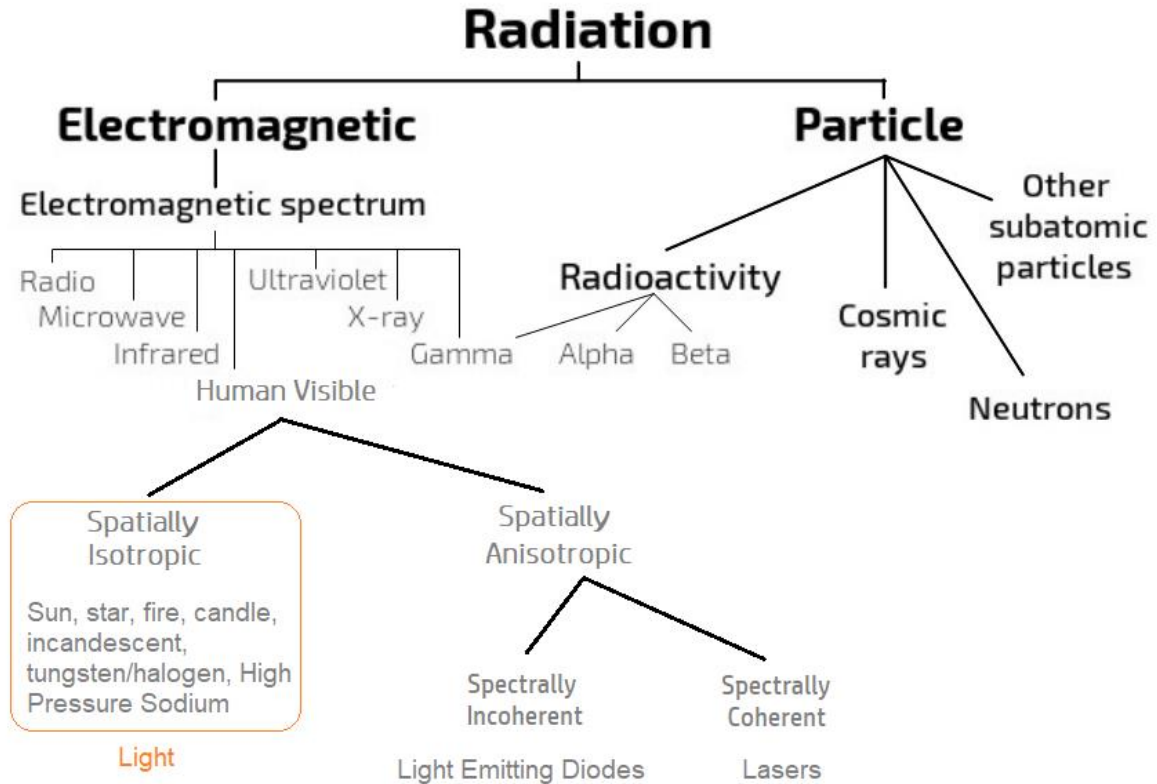 Radiation
Electromagnetic
Particle
Electromagnetic spectrum
Radio
Microwave
Infrared
Human Visible
Ultraviolet
X-ray
Gamma
Radioactivity
Alpha
Beta
Cosmic
rays
Neutrons
Other
subatomic
particles
Spatially
Isotropic
Sun, star, fire, candle,
incandescent,
tungsten/halogen, High
Pressure Sodium
Light
Spatially
Anisotropic
Spectrally
Incoherent
Light Emitting Diodes
Spectrally
Coherent
Lasers